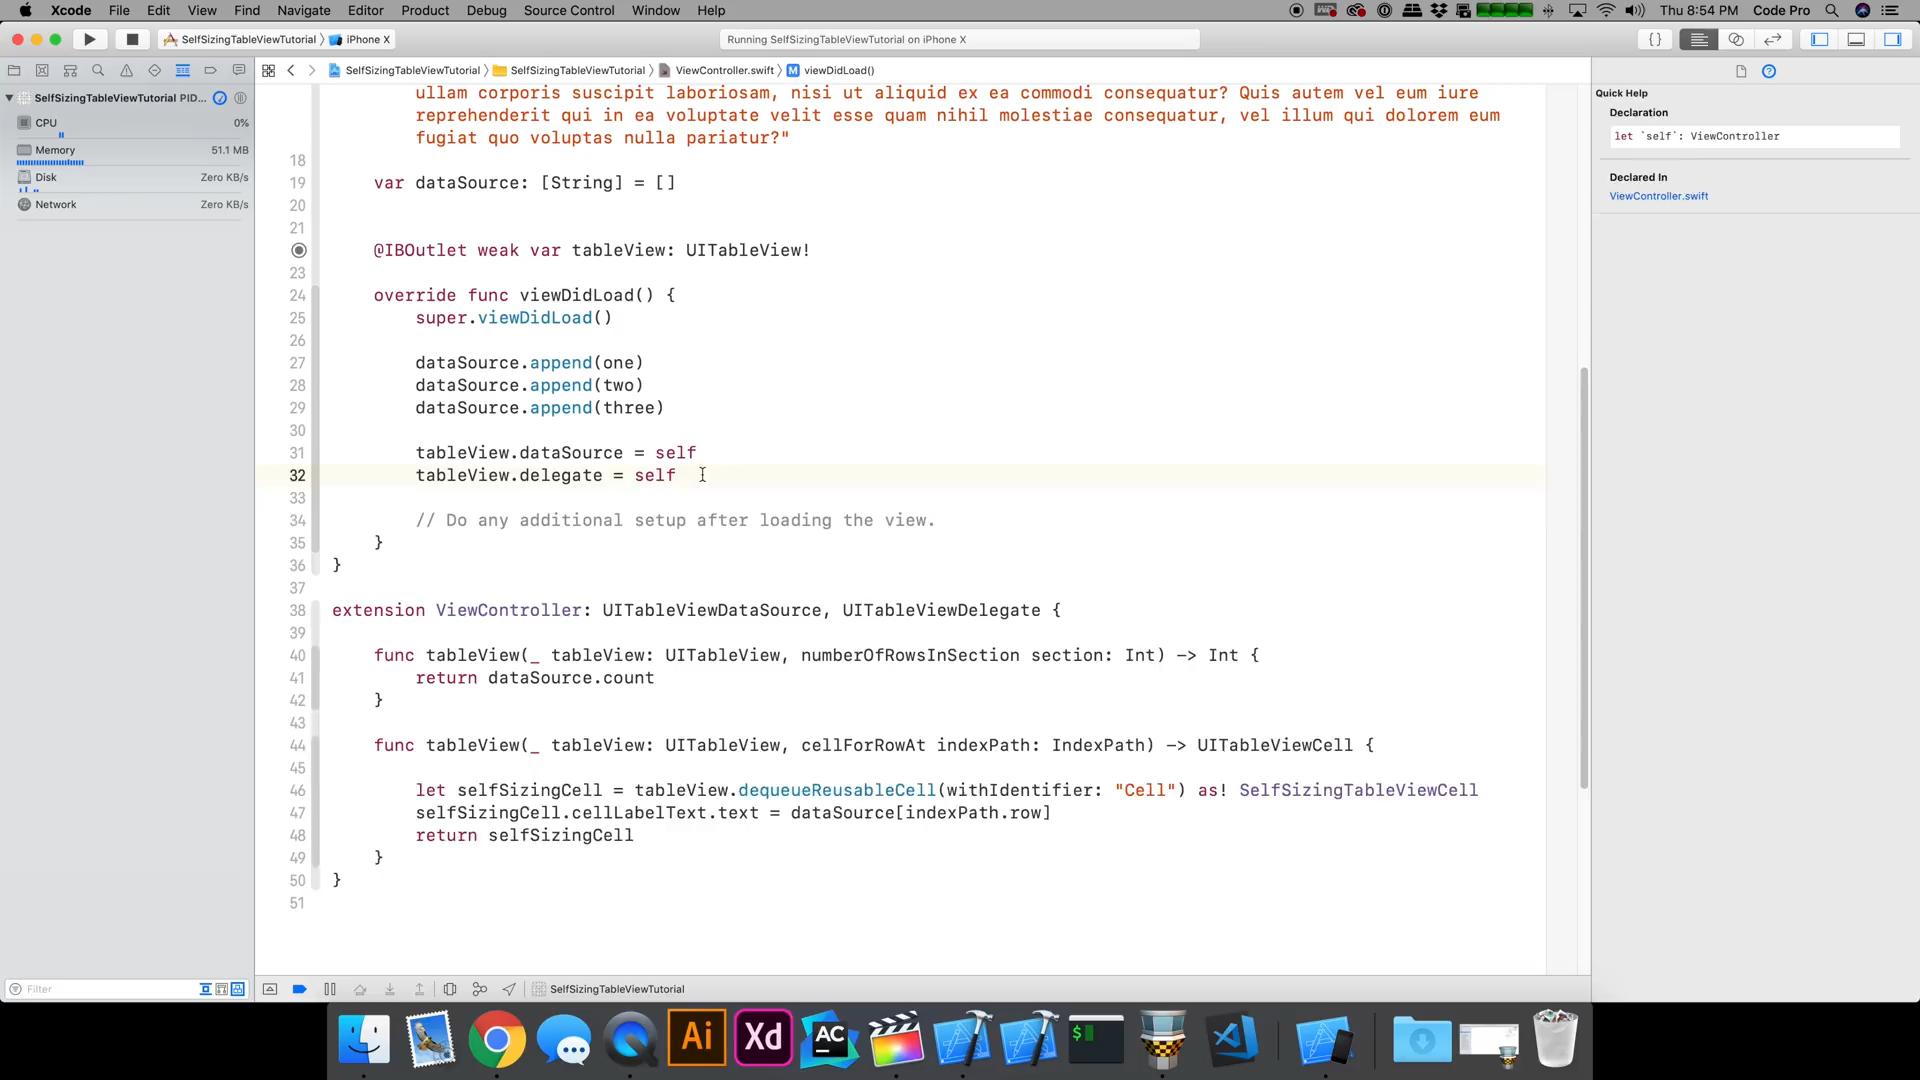 Xcode File Edit View Find Navigate Editor Product Debug Source Control Window Help Thu 8:54 PM Code Pro
SelfSizingTableViewTutorial iPhone X Running SelfSizingTableViewTutorial on iPhone X { }
SelfSizingTableViewTutorial SelfSizingTableViewTutorial ViewController.swift M viewDidLoad()
SelfSizingTableViewTutorial PID...
CPU 0%
Memory 51.1 MB
Disk Zero KB/s
Network Zero KB/s
Filter
ullam corporis suscipit laboriosam, nisi ut aliquid ex ea commodi consequatur? Quis autem vel eum iure
reprehenderit qui in ea voluptate velit esse quam nihil molestiae consequatur, vel illum qui dolorem eum
fugiat quo voluptas nulla pariatur?"
18
19 var dataSource: [String] = []
20
21
@IBOutlet weak var tableView: UITableView!
23
24 override func viewDidLoad() {
25 super.viewDidLoad()
26
27 dataSource.append(one)
28 dataSource.append(two)
29 dataSource.append(three)
30
31 tableView.dataSource = self
32 tableView.delegate = self
33
34 // Do any additional setup after loading the view.
35 }
36 }
37
38 extension ViewController: UITableViewDataSource, UITableViewDelegate {
39
40 func tableView(_ tableView: UITableView, numberOfRowsInSection section: Int) -> Int {
41 return dataSource.count
42 }
43
44 func tableView(_ tableView: UITableView, cellForRowAt indexPath: IndexPath) -> UITableViewCell {
45
46 let selfSizingCell = tableView.dequeueReusableCell(withIdentifier: "Cell") as! SelfSizingTableViewCell
47 selfSizingCell.cellLabelText.text = dataSource[indexPath.row]
48 return selfSizingCell
49 }
50 }
51
SelfSizingTableViewTutorial
Quick Help
Declaration
let `self`: ViewController
Declared In
ViewController.swift
Ai Xd AC $